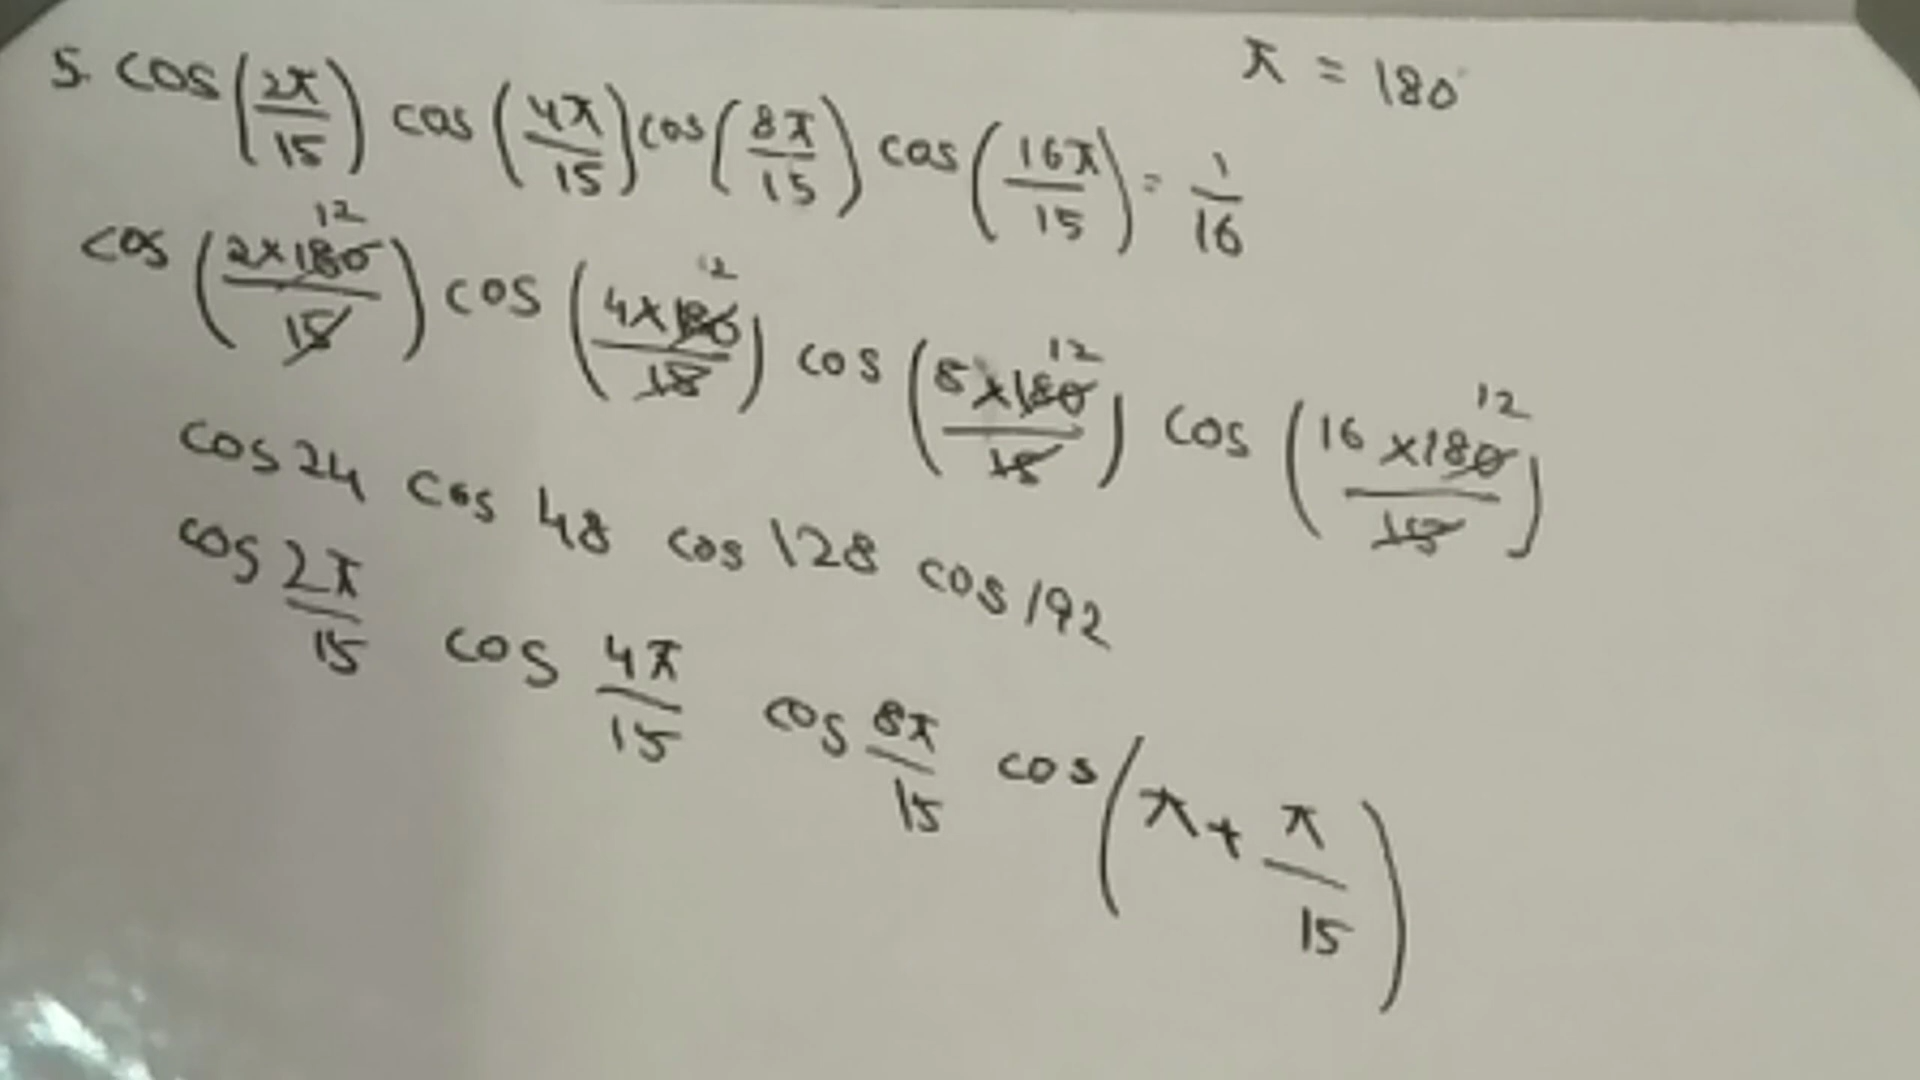 5. cos(2π/15) cos(4π/15) cos(8π/15) cos(16π/15) = 1/16
π = 180°
cos(2×180/15) 12 cos(4×180/15) 12 cos(8×180/15) 12 cos(16×180/15) 12
cos 24 cos 48 cos 128 cos 192
cos 2π/15 cos 4π/15 cos 8π/15 cos(π + π/15)